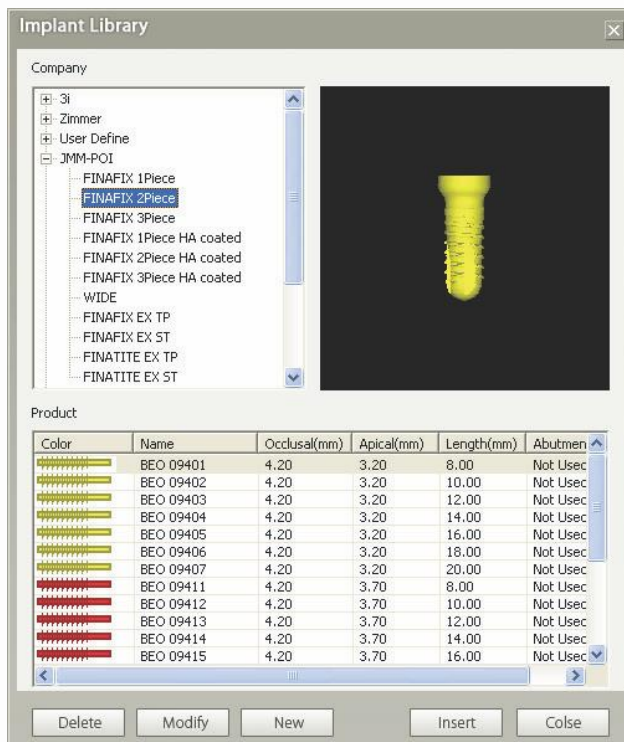 Implant Library
Company
3i
Zimmer
User Define
JMM-POI
FINAFIX 1Piece
FINAFIX 2Piece
FINAFIX 3Piece
FINAFIX 1Piece HA coated
FINAFIX 2Piece HA coated
FINAFIX 3Piece HA coated
WIDE
FINAFIX EX TP
FINAFIX EX ST
FINATITE EX TP
FINATITE EX ST
Product
Color Name Occlusal(mm) Apical(mm) Length(mm) Abutmen
BEO 09401 4.20 3.20 8.00 Not Usec
BEO 09402 4.20 3.20 10.00 Not Usec
BEO 09403 4.20 3.20 12.00 Not Usec
BEO 09404 4.20 3.20 14.00 Not Usec
BEO 09405 4.20 3.20 16.00 Not Usec
BEO 09406 4.20 3.20 18.00 Not Usec
BEO 09407 4.20 3.20 20.00 Not Usec
BEO 09411 4.20 3.70 8.00 Not Usec
BEO 09412 4.20 3.70 10.00 Not Usec
BEO 09413 4.20 3.70 12.00 Not Usec
BEO 09414 4.20 3.70 14.00 Not Usec
BEO 09415 4.20 3.70 16.00 Not Usec
Delete Modify New Insert Colse